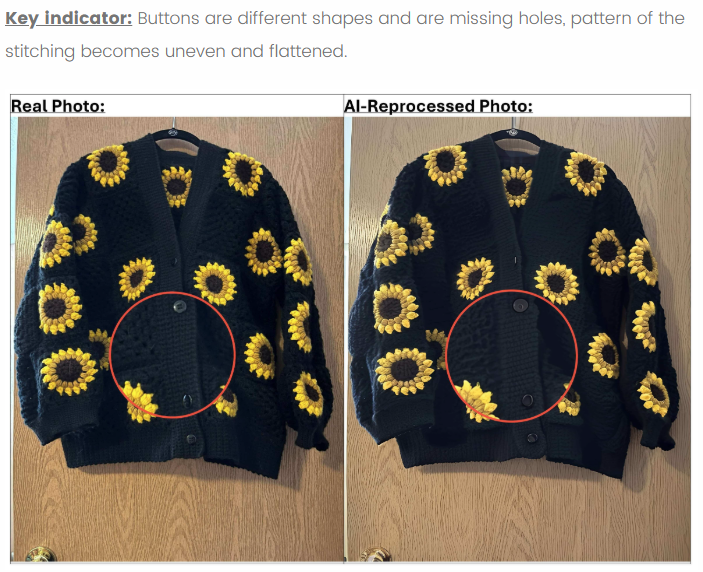 Key indicator: Buttons are different shapes and are missing holes, pattern of the
stitching becomes uneven and flattened.
Real Photo:
AI-Reprocessed Photo: